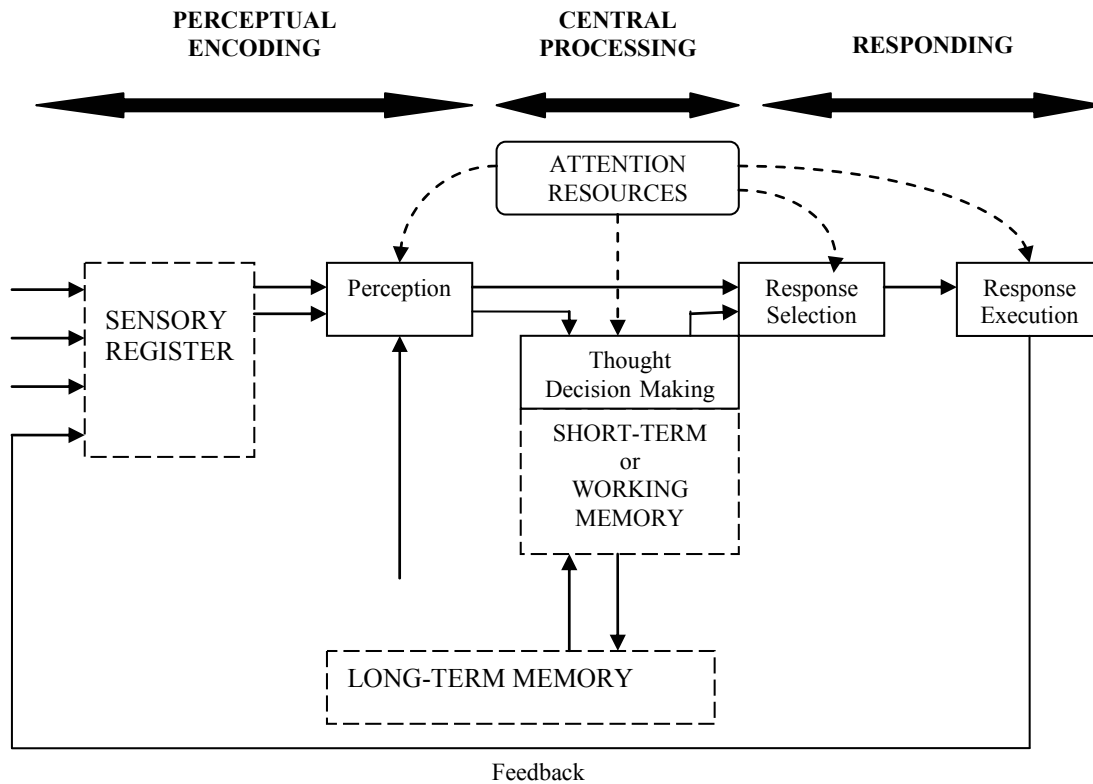 PERCEPTUAL
ENCODING
CENTRAL
PROCESSING
RESPONDING
ATTENTION
RESOURCES
SENSORY
REGISTER
Perception
Response
Selection
Response
Execution
Thought
Decision Making
SHORT-TERM
or
WORKING
MEMORY
LONG-TERM MEMORY
Feedback